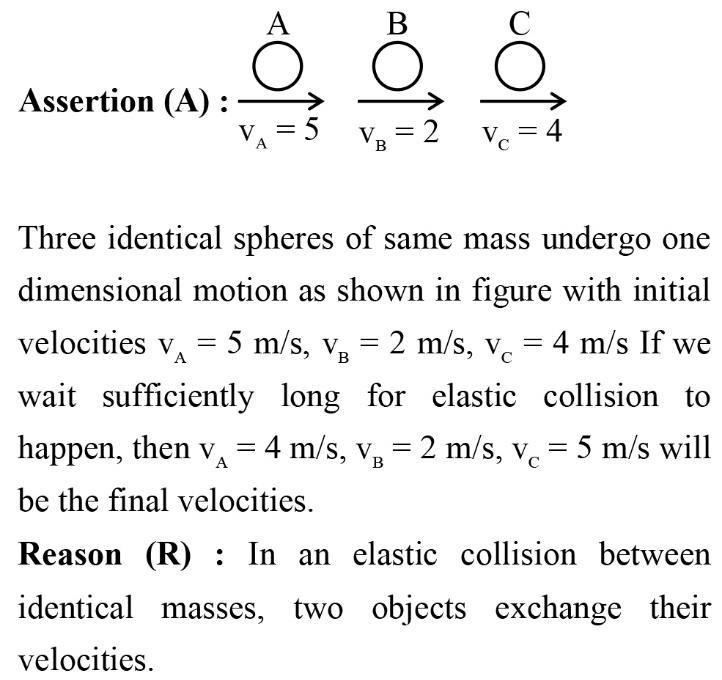 A B C
Assertion (A) :
v_A = 5 v_B = 2 v_C = 4
Three identical spheres of same mass undergo one
dimensional motion as shown in figure with initial
velocities v_A = 5 m/s, v_B = 2 m/s, v_C = 4 m/s If we
wait sufficiently long for elastic collision to
happen, then v_A = 4 m/s, v_B = 2 m/s, v_C = 5 m/s will
be the final velocities.
Reason (R) : In an elastic collision between
identical masses, two objects exchange their
velocities.